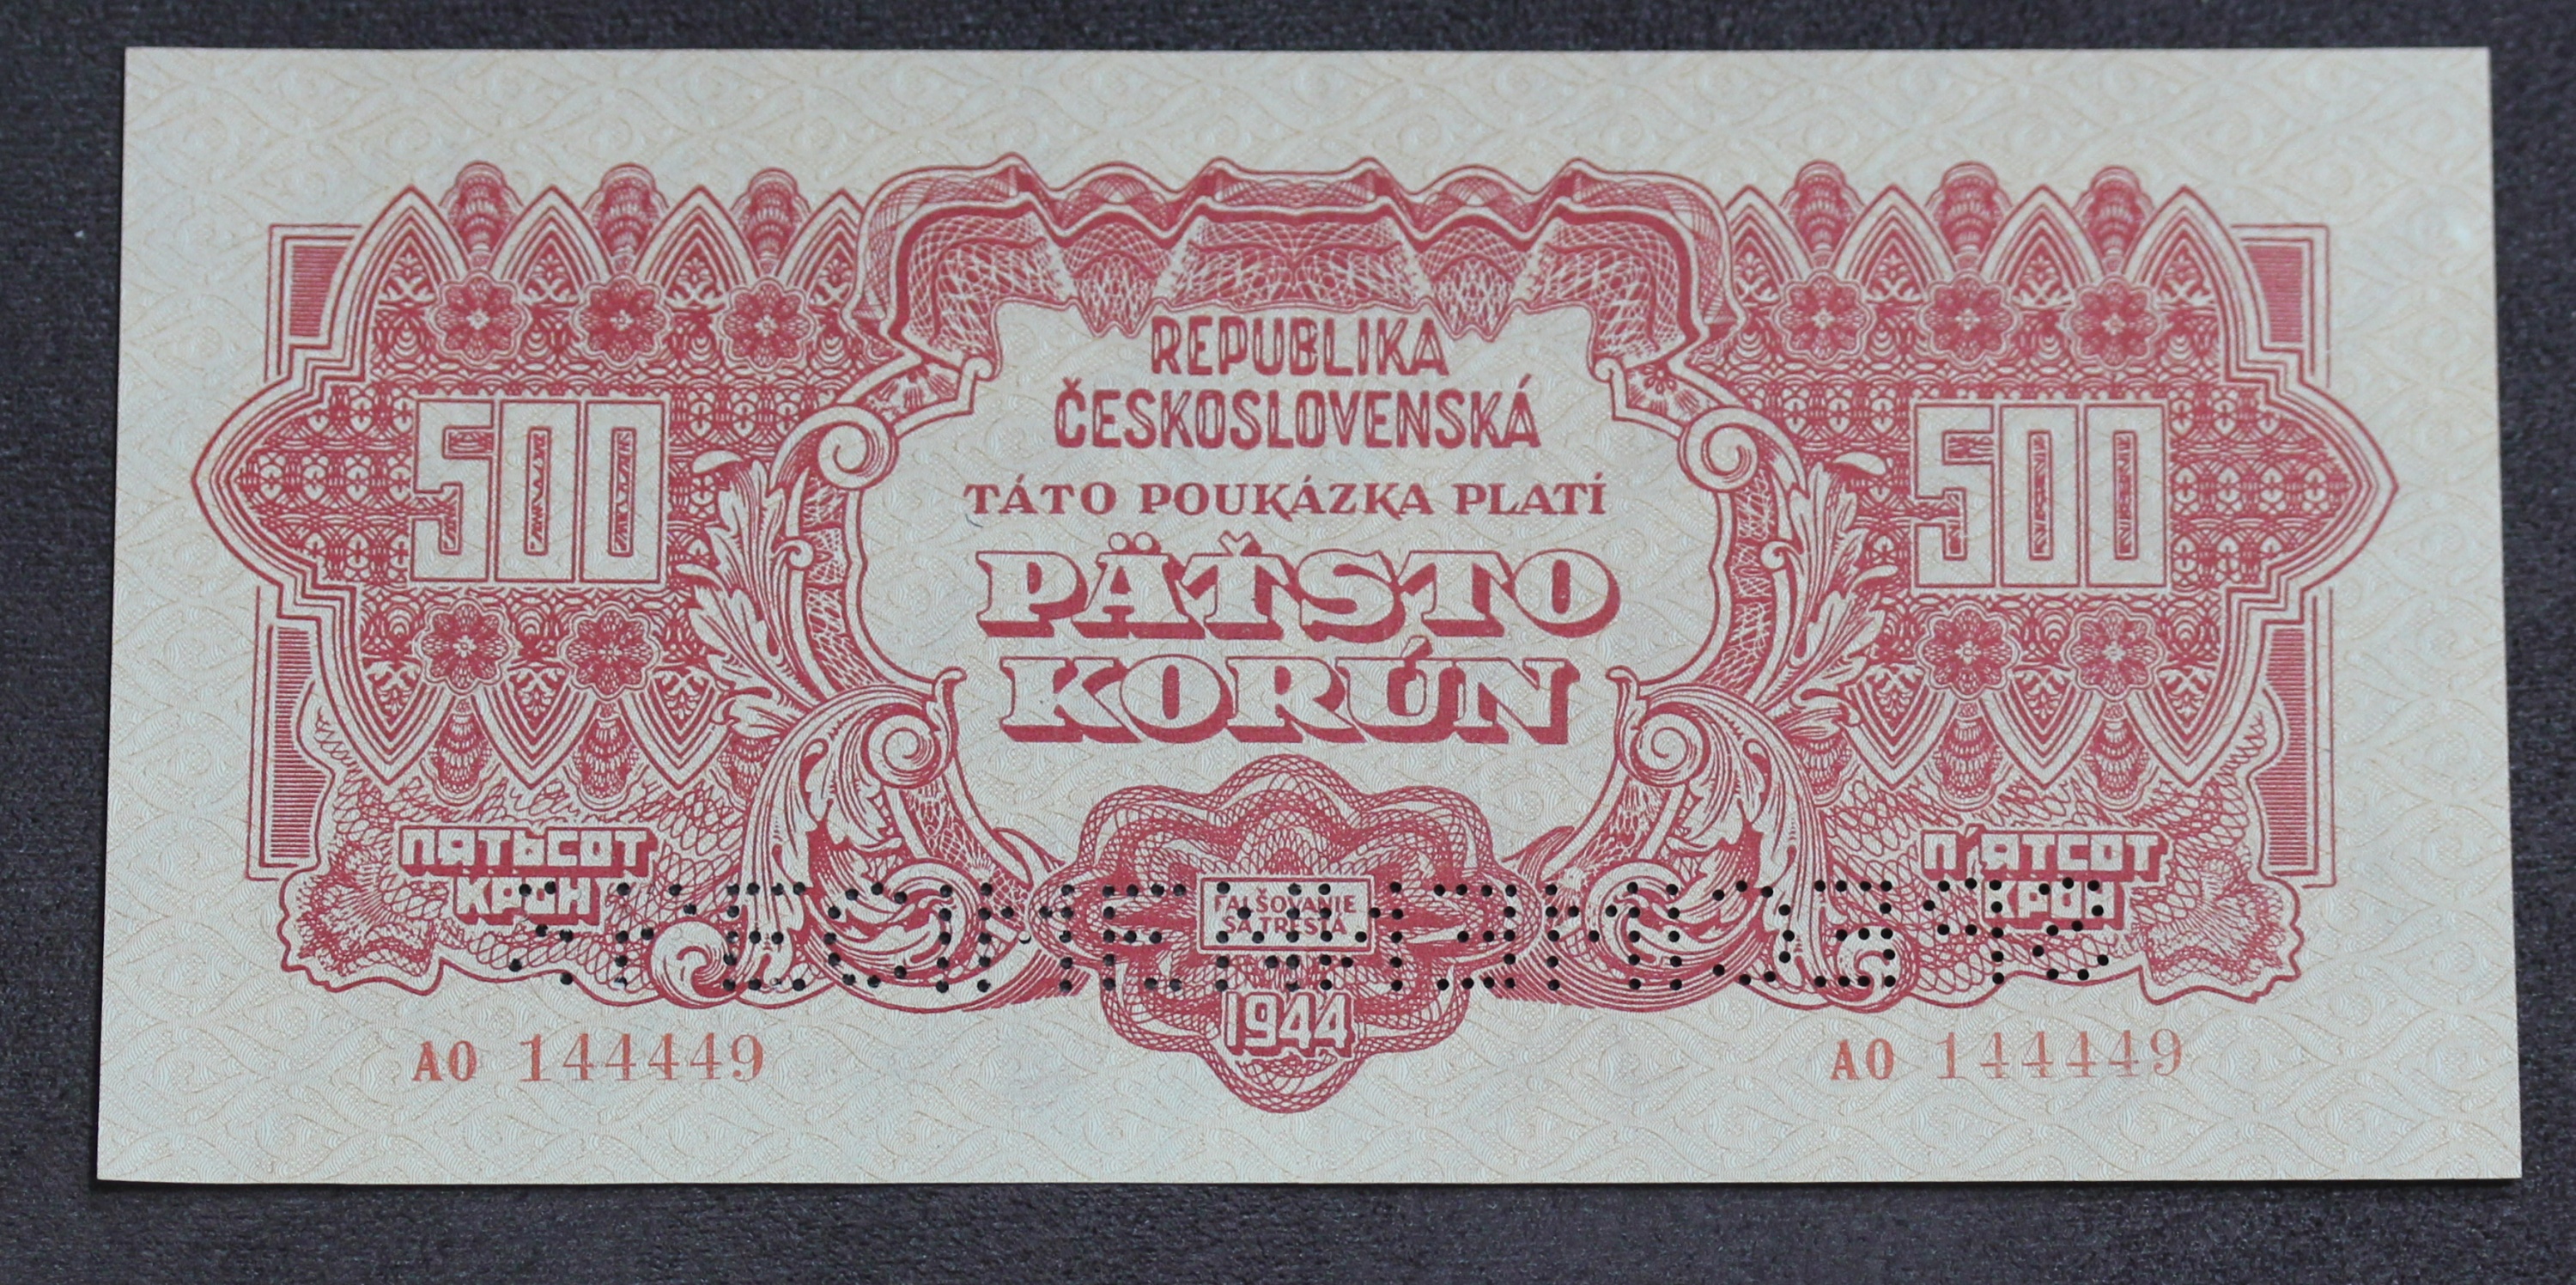 REPUBLIKA
ČESKOSLOVENSKÁ
TÁTO POUKÁZKA PLATÍ
500
500
PÄŤSTO
KORÚN
ПЯТЬСОТ
КРОН
П'ЯТСОТ
КРОН
FALŠOVANIE
SA TRESTÁ
1944
AO 144449
AO 144449